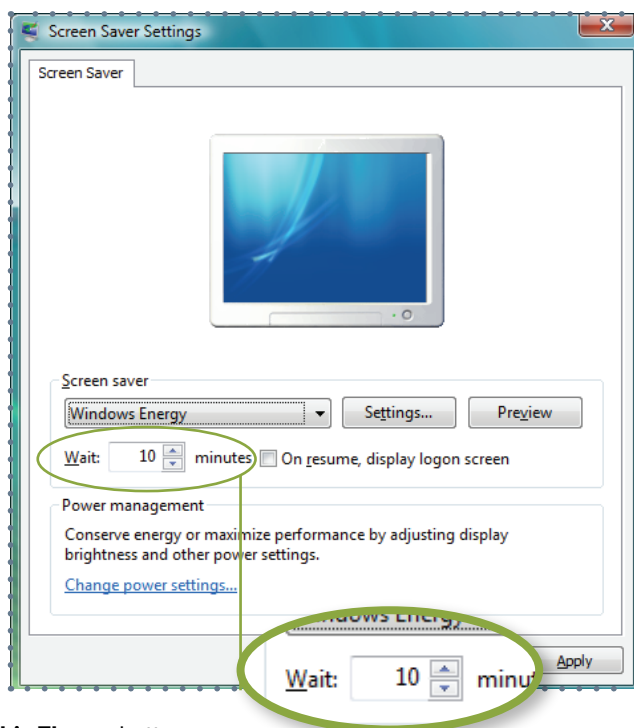 Screen Saver Settings
Screen Saver
Screen saver
Windows Energy
Settings...
Preview
Wait: 10 minutes
On resume, display logon screen
Power management
Conserve energy or maximize performance by adjusting display
brightness and other power settings.
Change power settings...
Energy
Wait: 10 minut
Apply